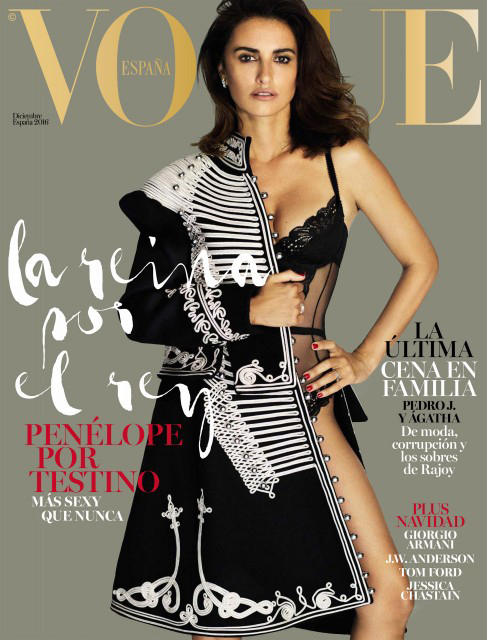 ©
VOGUE
ESPAÑA
Diciembre
España 2016
la reina
por
el rey
PENÉLOPE
POR
TESTINO
MÁS SEXY
QUE NUNCA
LA
ÚLTIMA
CENA EN
FAMILIA
PEDRO J.
Y ÁGATHA
De moda,
corrupción y
los sobres
de Rajoy
PLUS
NAVIDAD
GIORGIO
ARMANI
J.W. ANDERSON
TOM FORD
JESSICA
CHASTAIN